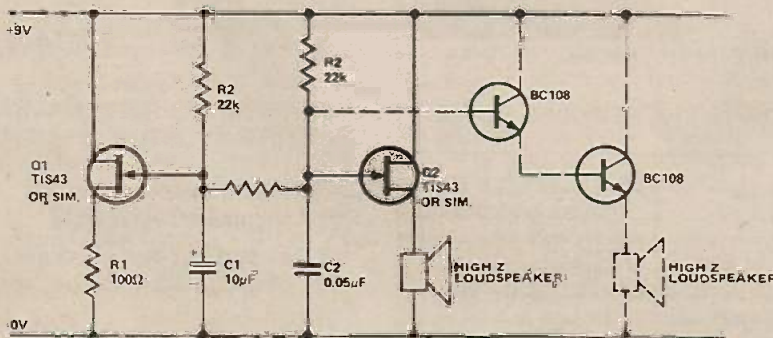 +9V
R2
22k
R2
22k
BC108
Q1
TIS43
OR SIM.
Q2
TIS43
OR SIM.
BC108
R1
100Ω
+
C1
10μF
C2
0.05μF
HIGH Z
LOUDSPEAKER
HIGH Z
LOUDSPEAKER
0V